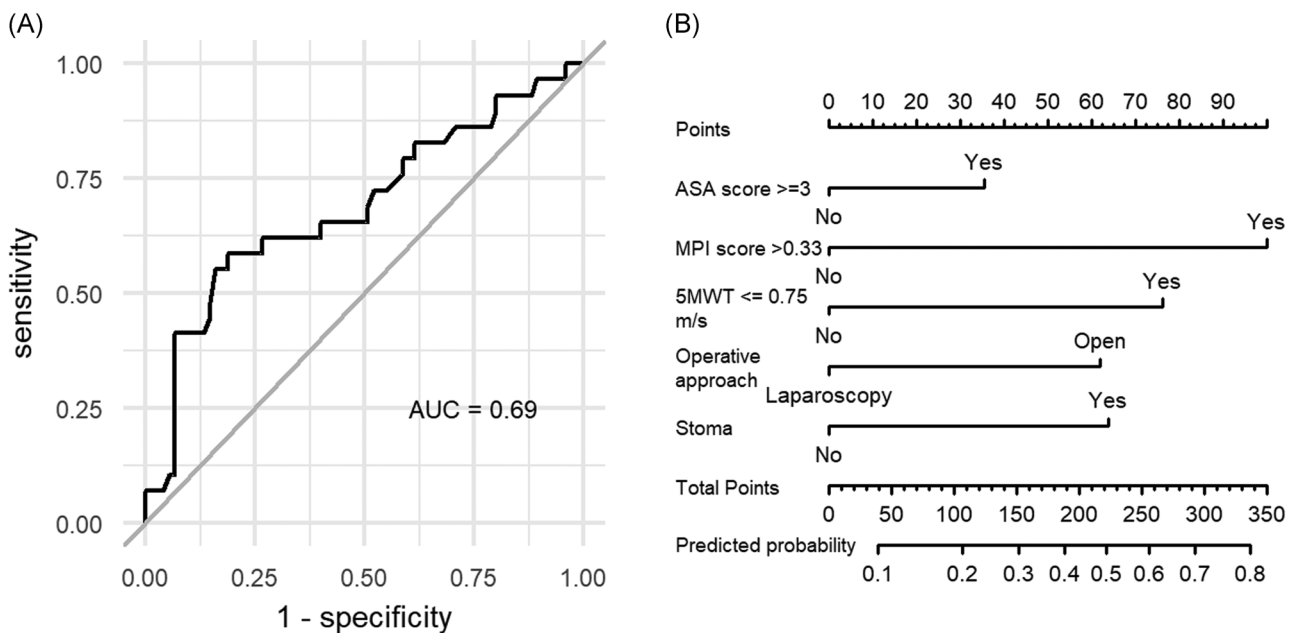 (A)
1.00
0.75
0.50
0.25
0.00
sensitivity
AUC = 0.69
0.00 0.25 0.50 0.75 1.00
1 - specificity
(B)
0 10 20 30 40 50 60 70 80 90
Points
Yes
ASA score >=3
No
Yes
MPI score >0.33
No
Yes
5MWT <= 0.75
m/s
No
Open
Operative
approach
Laparoscopy
Yes
Stoma
No
Total Points
0 50 100 150 200 250 300 350
Predicted probability
0.1 0.2 0.3 0.4 0.5 0.6 0.7 0.8